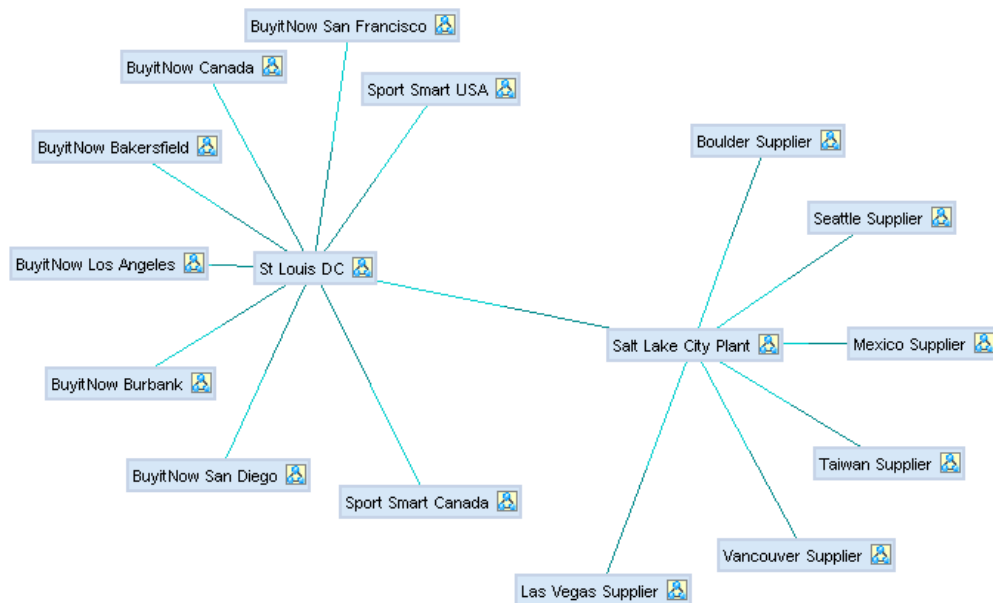 BuyitNow San Francisco
BuyitNow Canada
Sport Smart USA
Boulder Supplier
BuyitNow Bakersfield
Seattle Supplier
BuyitNow Los Angeles
St Louis DC
Salt Lake City Plant
Mexico Supplier
BuyitNow Burbank
Taiwan Supplier
BuyitNow San Diego
Sport Smart Canada
Vancouver Supplier
Las Vegas Supplier